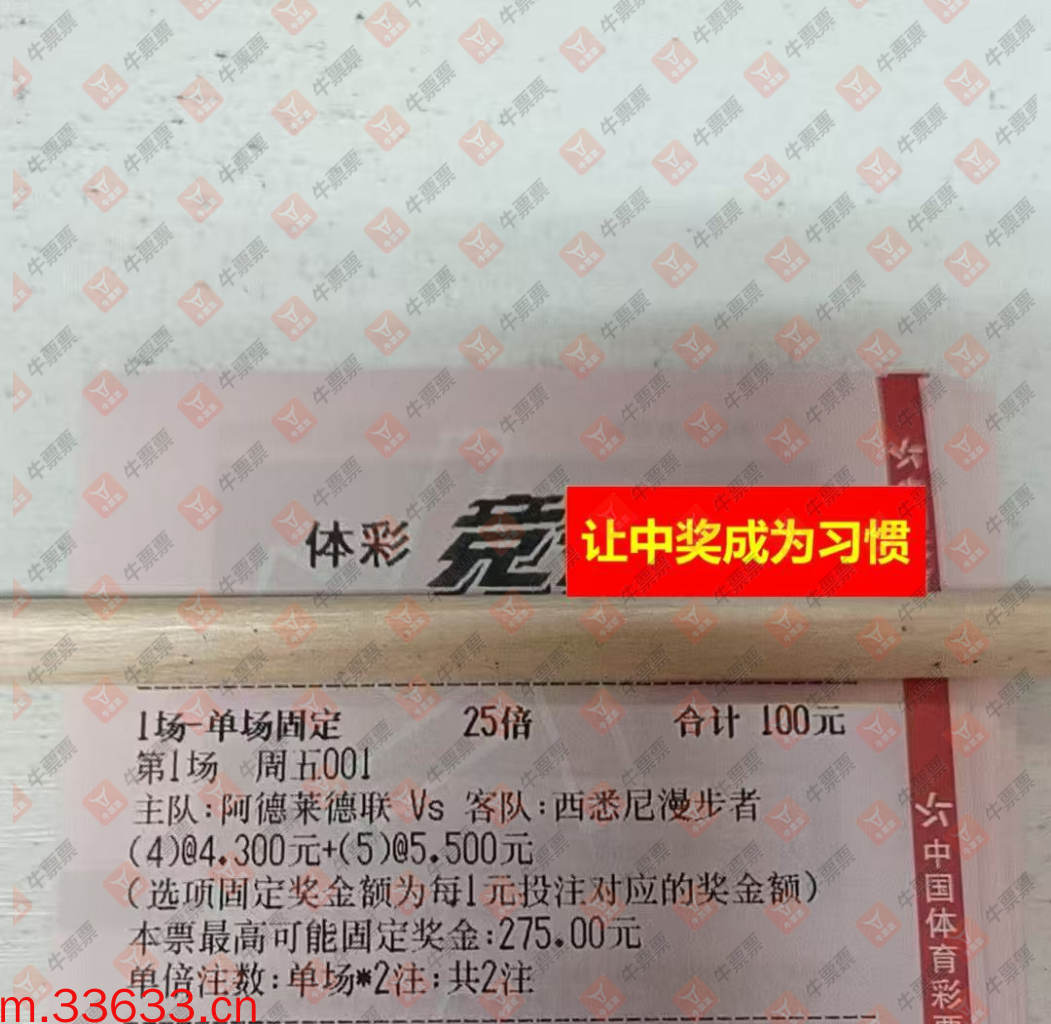 体彩 竞
让中奖成为习惯
1场-单场固定 25倍 合计 100元
第1场 周五001
主队:阿德莱德联 Vs 客队:西悉尼漫步者
(4)@4.300元+(5)@5.500元
(选项固定奖金额为每1元投注对应的奖金额)
本票最高可能固定奖金:275.00元
单倍注数:单场*2注;共2注
中国体育彩票
m.33633.cn
牛票票